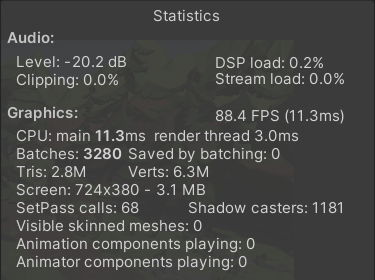 Statistics
Audio:
Level: -20.2 dB DSP load: 0.2%
Clipping: 0.0% Stream load: 0.0%
Graphics: 88.4 FPS (11.3ms)
CPU: main 11.3ms render thread 3.0ms
Batches: 3280 Saved by batching: 0
Tris: 2.8M Verts: 6.3M
Screen: 724x380 - 3.1 MB
SetPass calls: 68 Shadow casters: 1181
Visible skinned meshes: 0
Animation components playing: 0
Animator components playing: 0